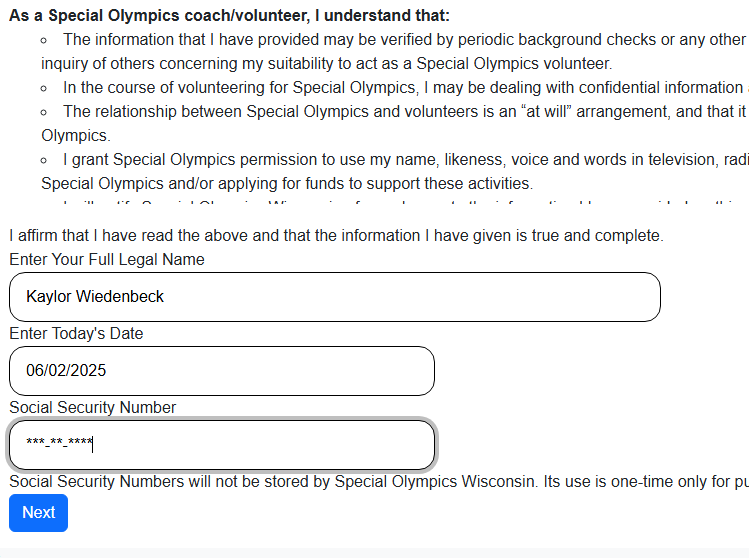 As a Special Olympics coach/volunteer, I understand that:
The information that I have provided may be verified by periodic background checks or any other
inquiry of others concerning my suitability to act as a Special Olympics volunteer.
In the course of volunteering for Special Olympics, I may be dealing with confidential information
The relationship between Special Olympics and volunteers is an “at will” arrangement, and that it
Olympics.
I grant Special Olympics permission to use my name, likeness, voice and words in television,
Special Olympics and/or applying for funds to support these activities.
I affirm that I have read the above and that the information I have given is true and complete.
Enter Your Full Legal Name
Kaylor Wiedenbeck
Enter Today's Date
06/02/2025
Social Security Number
***-**-****
Social Security Numbers will not be stored by Special Olympics Wisconsin. Its use is one-time only for
Next